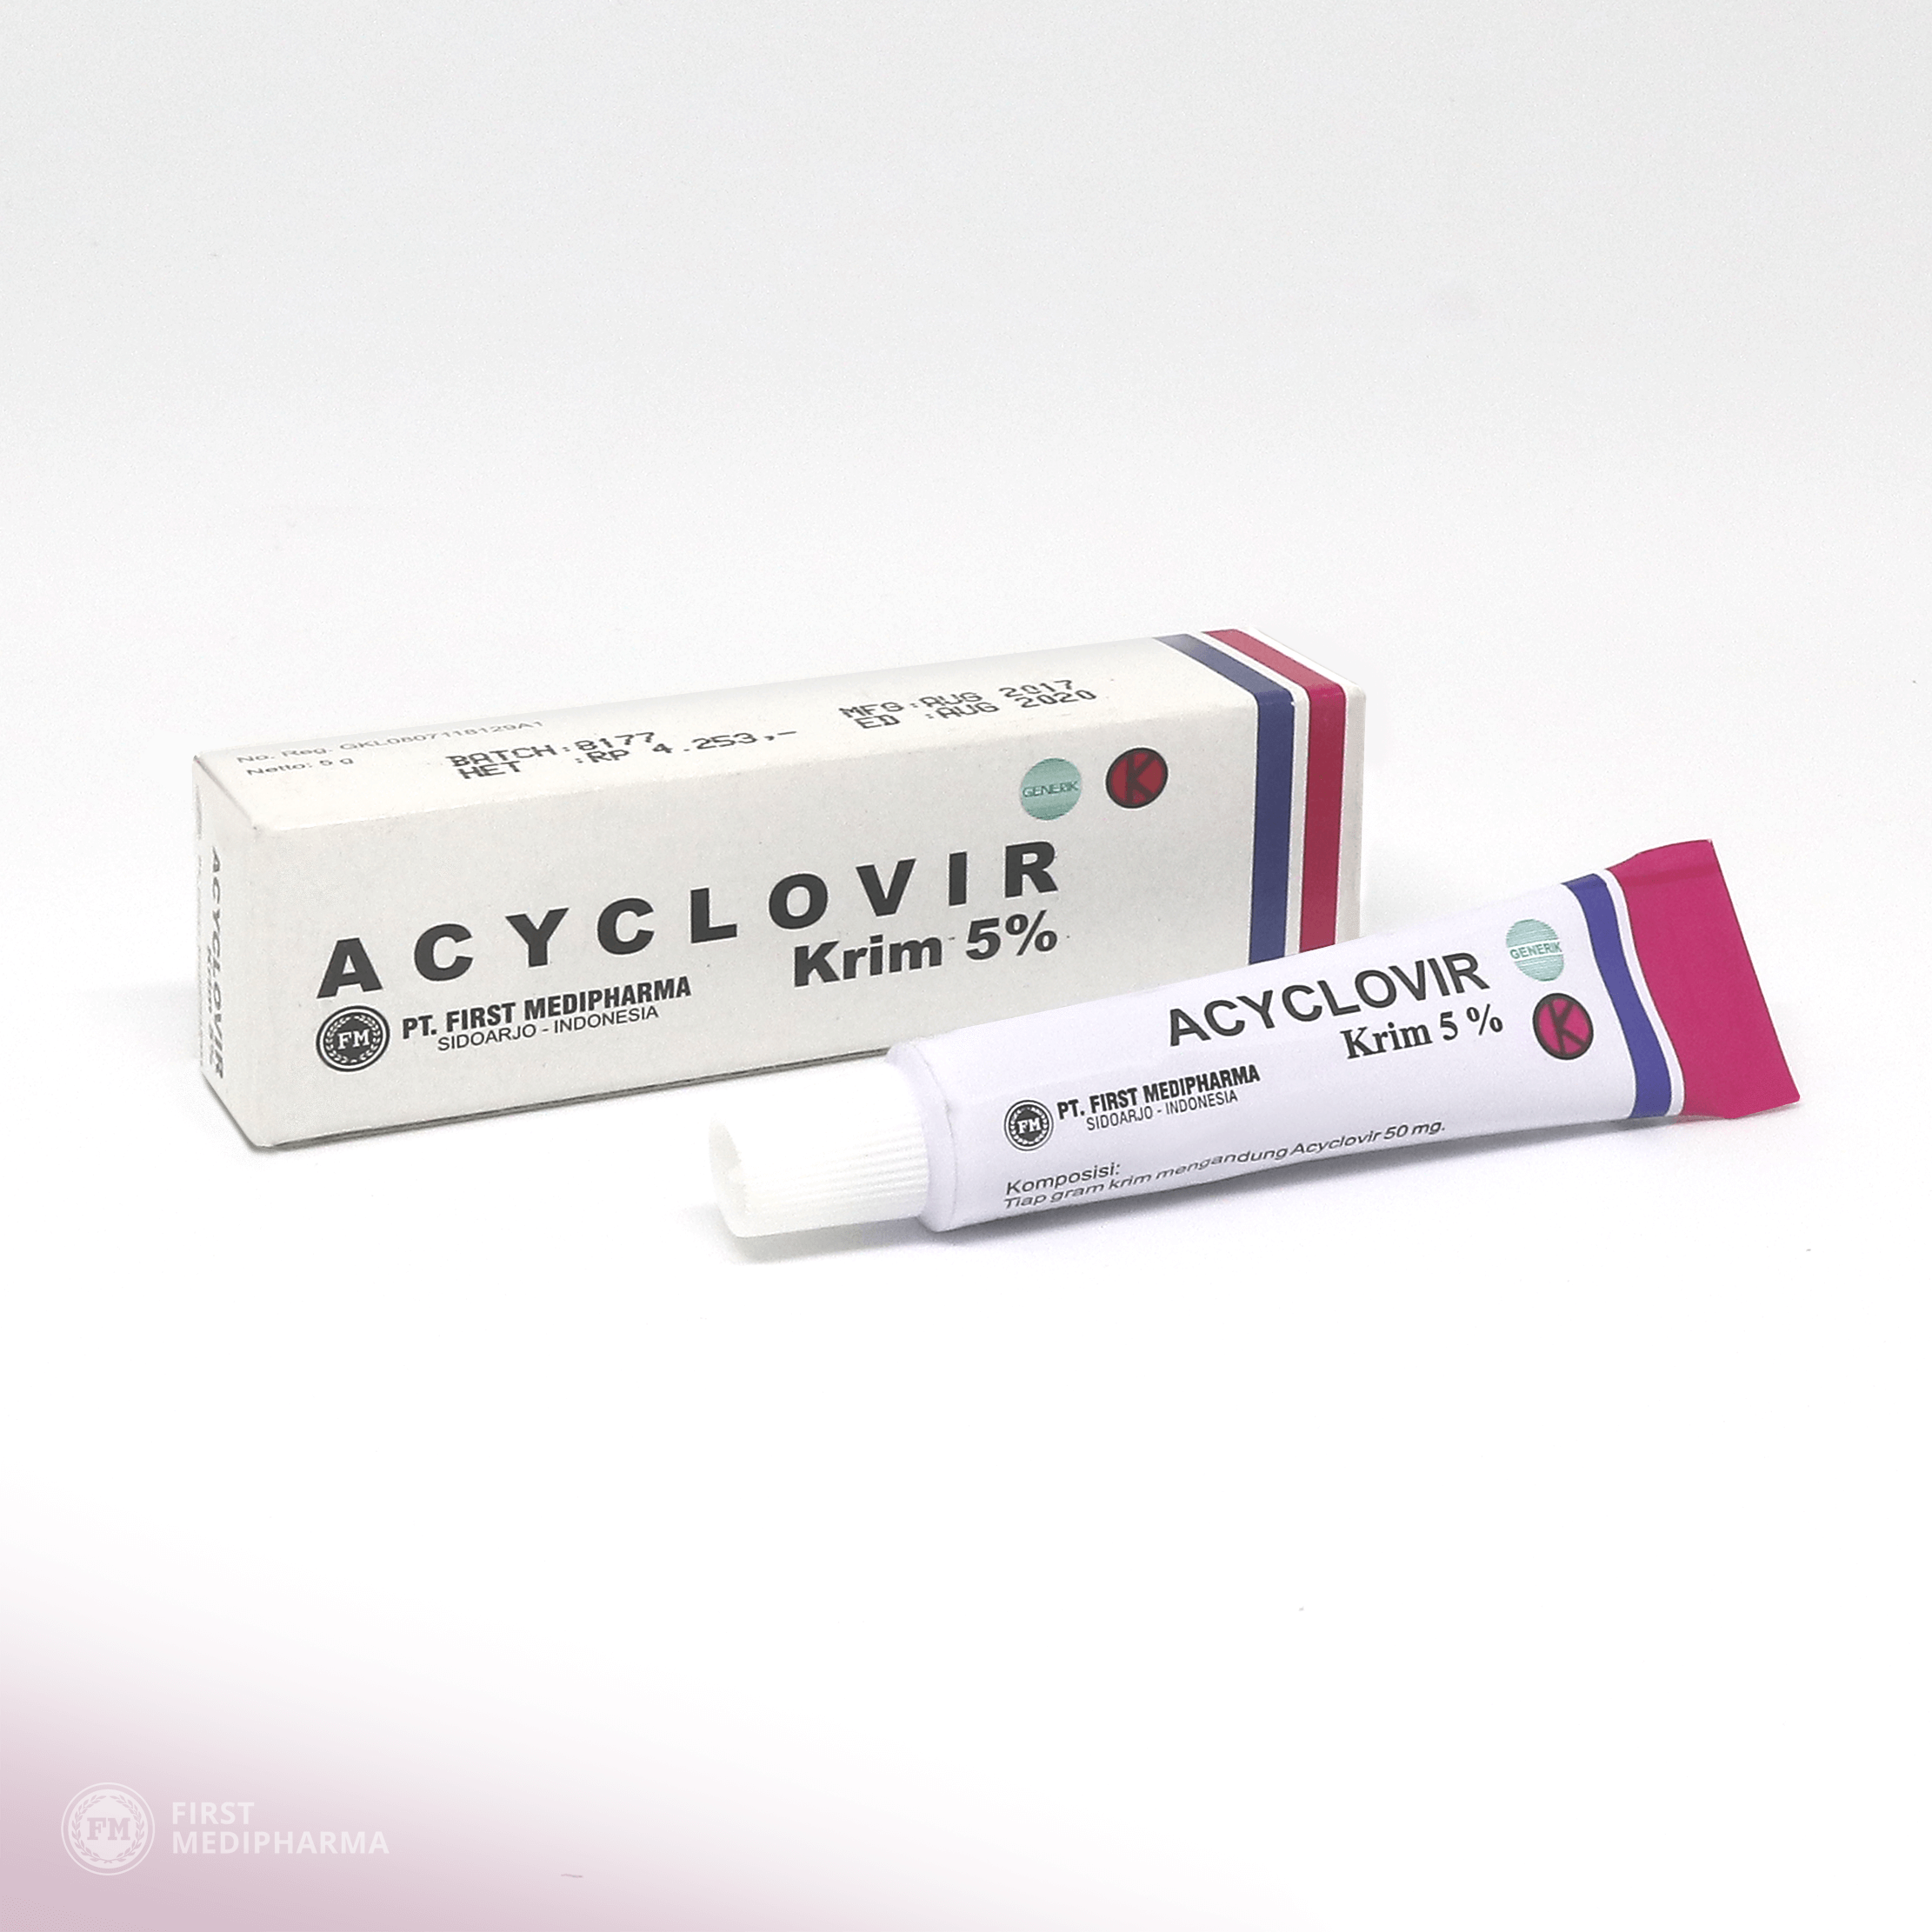 No. Reg. GKL0807118129A1
Netto: 5 g
BATCH:8177
HET :RP 4.253,-
MFG:AUG 2017
ED :AUG 2020
GENERIK
K
ACYCLOVIR
Krim 5%
FM
PT. FIRST MEDIPHARMA
SIDOARJO - INDONESIA
ACYCLOVIR
GENERIK
K
ACYCLOVIR
Krim 5 %
FM
PT. FIRST MEDIPHARMA
SIDOARJO - INDONESIA
Komposisi:
Tiap gram krim mengandung Acyclovir 50 mg.
FM
FIRST
MEDIPHARMA